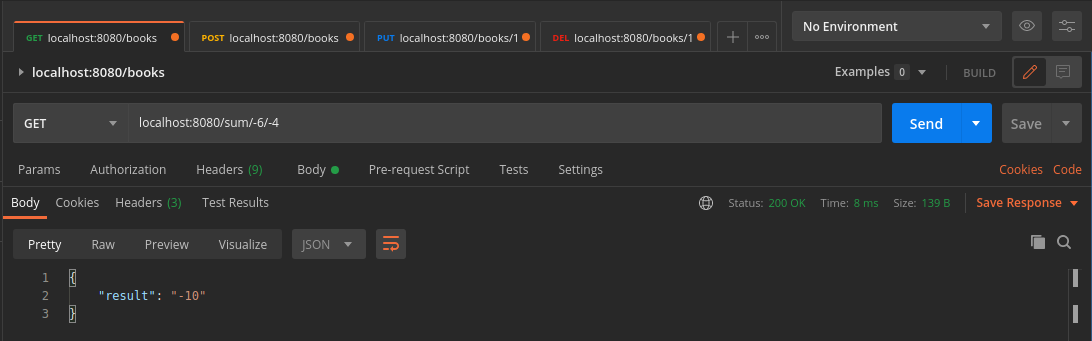 GET localhost:8080/books POST localhost:8080/books PUT localhost:8080/books/1 DEL localhost:8080/books/1 No Environment
localhost:8080/books Examples 0 BUILD
GET localhost:8080/sum/-6/-4 Send Save
Params Authorization Headers (9) Body Pre-request Script Tests Settings Cookies Code
Body Cookies Headers (3) Test Results Status: 200 OK Time: 8 ms Size: 139 B Save Response
Pretty Raw Preview Visualize JSON
1 {
2 "result": "-10"
3 }